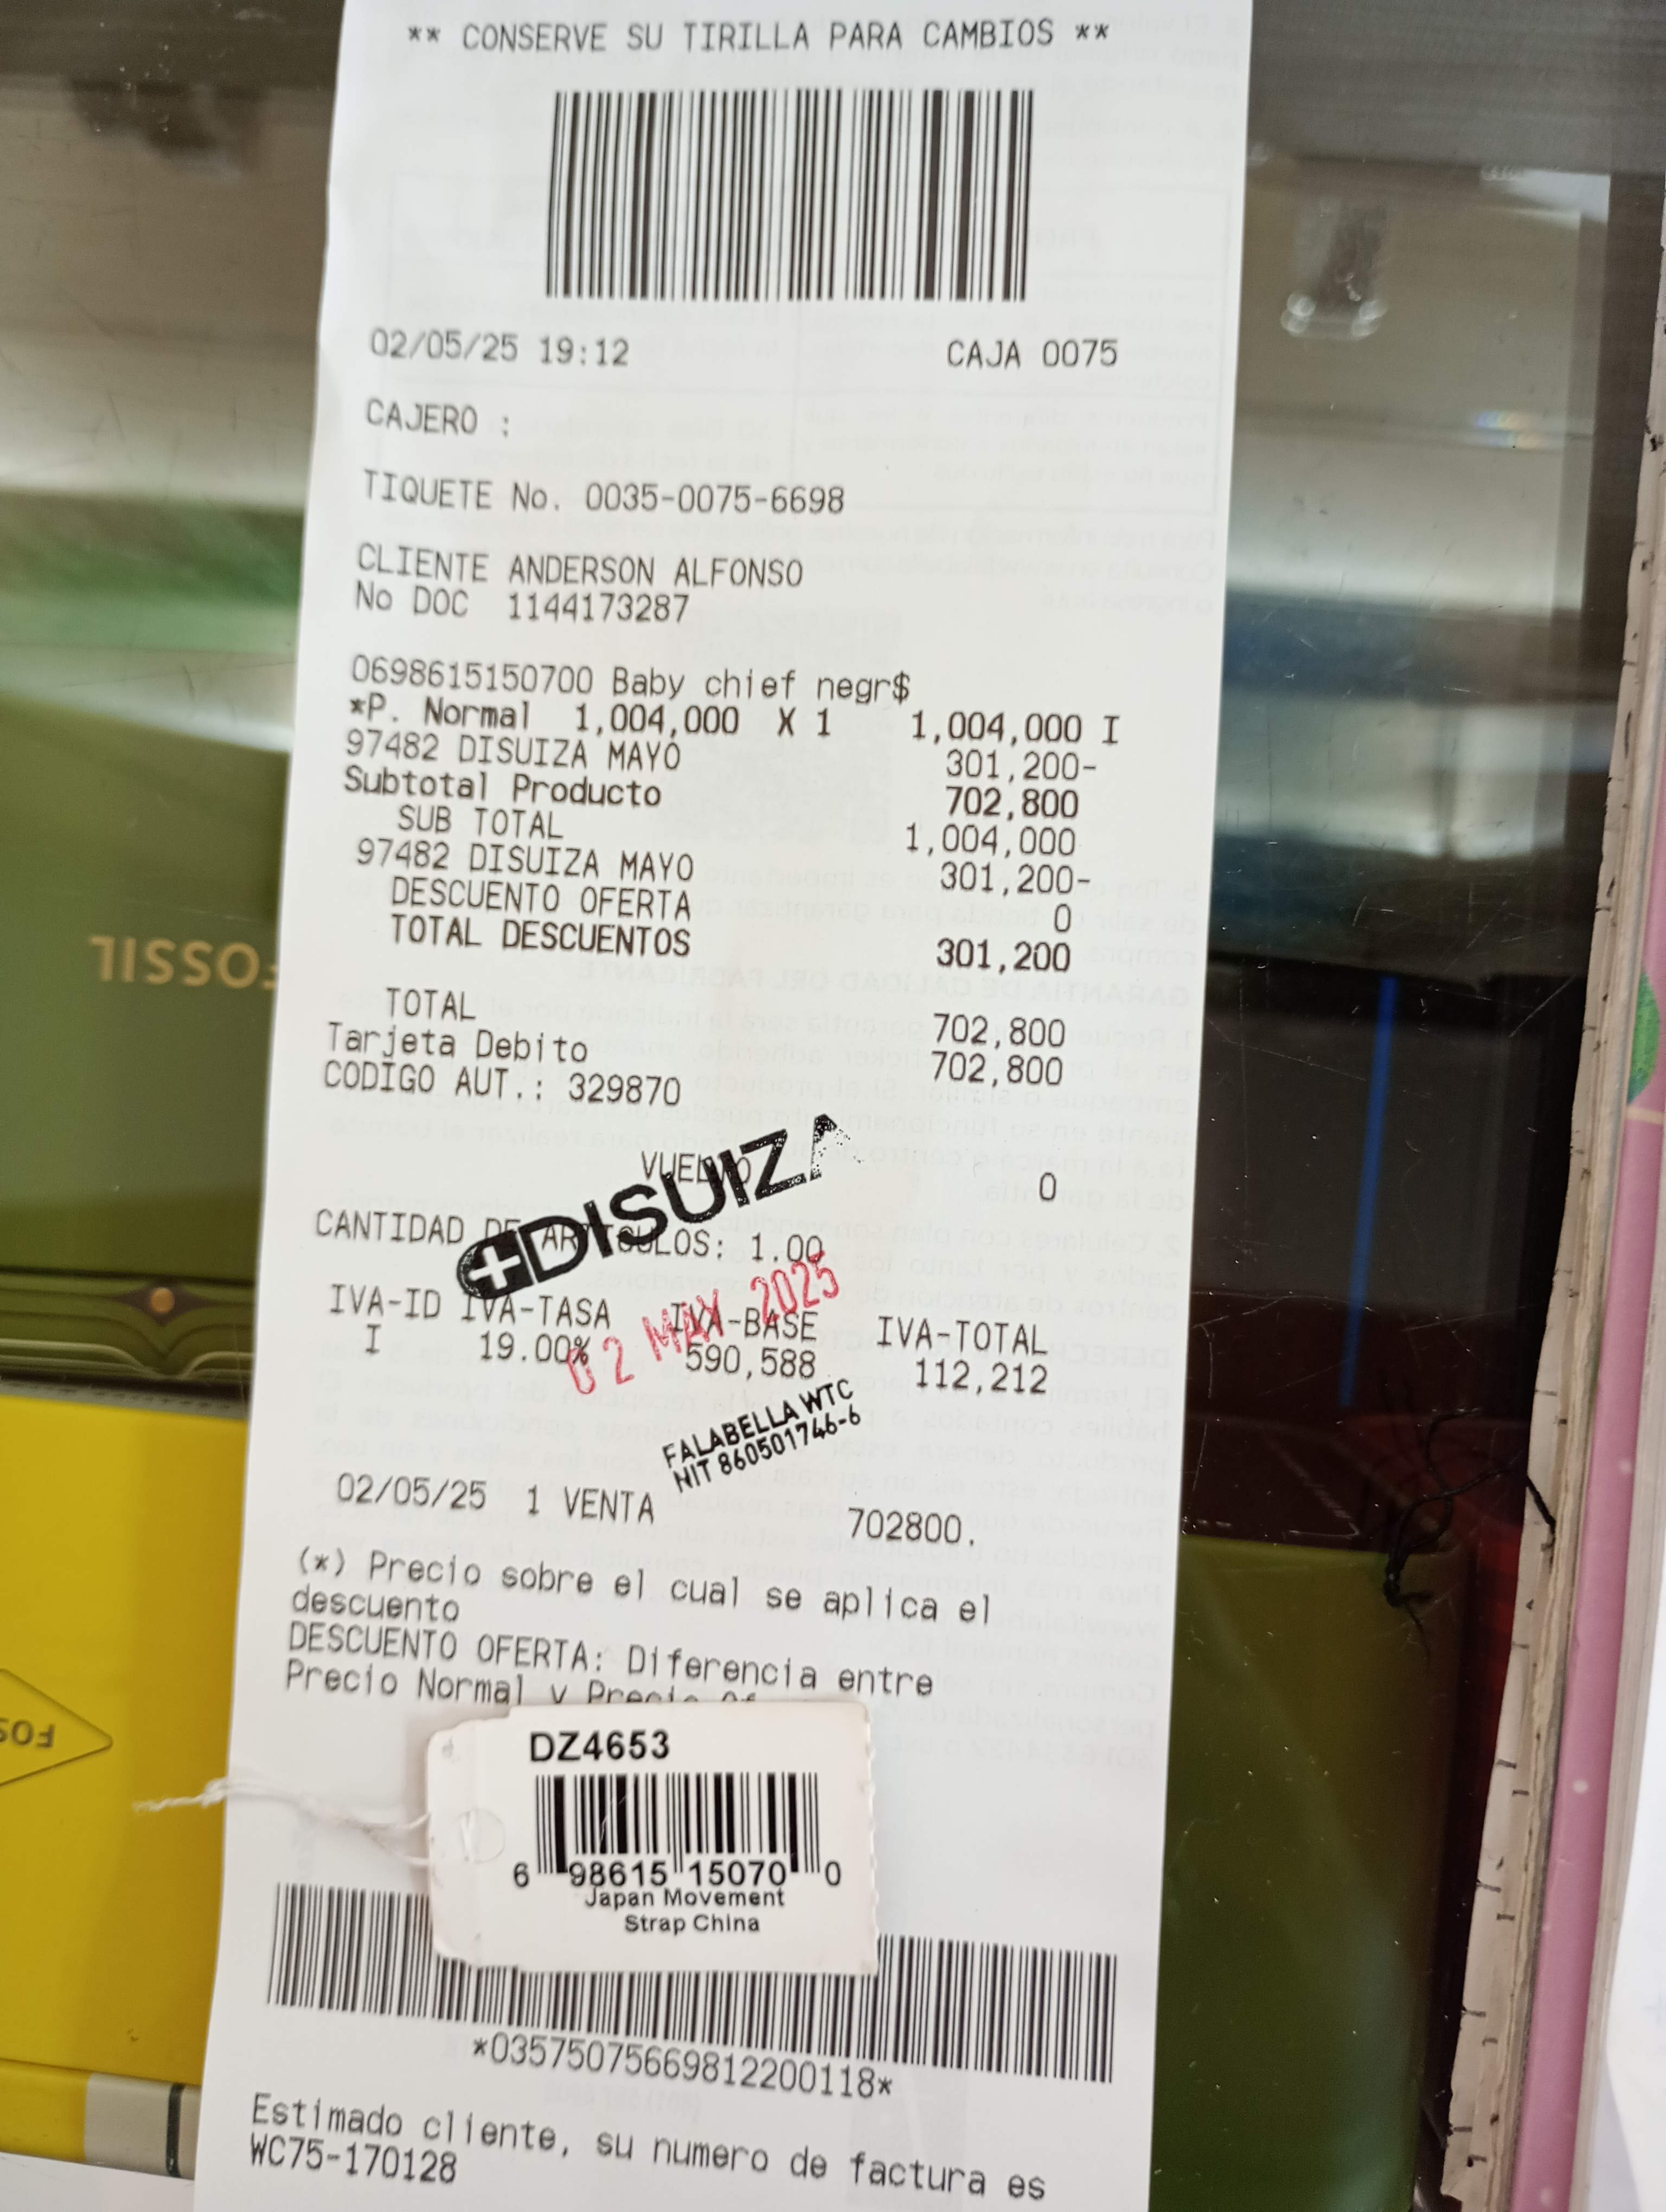 ** CONSERVE SU TIRILLA PARA CAMBIOS **
02/05/25 19:12 CAJA 0075
CAJERO :
TIQUETE No. 0035-0075-6698
CLIENTE ANDERSON ALFONSO
No DOC 1144173287
0698615150700 Baby chief negr$
*P. Normal 1,004,000 X 1 1,004,000 I
97482 DISUIZA MAYO 301,200-
Subtotal Producto 702,800
SUB TOTAL 1,004,000
97482 DISUIZA MAYO 301,200-
DESCUENTO OFERTA 0
TOTAL DESCUENTOS 301,200
TOTAL 702,800
Tarjeta Debito 702,800
CODIGO AUT.: 329870
VUELTO 0
DISUIZA
CANTIDAD DE ARTICULOS: 1.00
02 MAY 2025
IVA-ID IVA-TASA IVA-BASE IVA-TOTAL
I 19.00% 590,588 112,212
FALABELLA WTC
NIT 860501746-6
02/05/25 1 VENTA 702800.
(*) Precio sobre el cual se aplica el
descuento
DESCUENTO OFERTA: Diferencia entre
Precio Normal y Precio Of
DZ4653
6 98615 15070 0
Japan Movement
Strap China
*03575075669812200118*
Estimado cliente, su numero de factura es
WC75-170128
FOSSIL
FOS